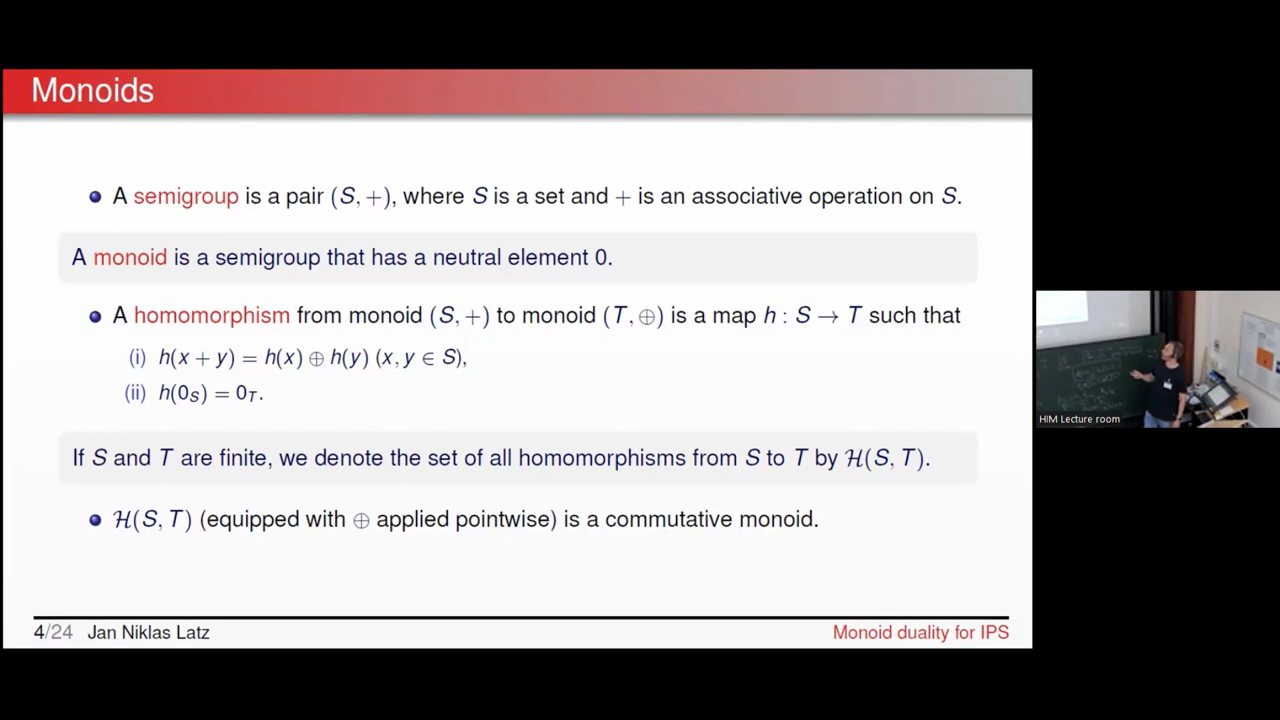 Monoids
A semigroup is a pair (S, +), where S is a set and + is an associative operation on S.
A monoid is a semigroup that has a neutral element 0.
A homomorphism from monoid (S, +) to monoid (T, ⊕) is a map h : S → T such that
(i) h(x + y) = h(x) ⊕ h(y) (x, y ∈ S),
(ii) h(0_S) = 0_T.
If S and T are finite, we denote the set of all homomorphisms from S to T by ℋ(S, T).
ℋ(S, T) (equipped with ⊕ applied pointwise) is a commutative monoid.
4/24 Jan Niklas Latz
Monoid duality for IPS
HIM Lecture room